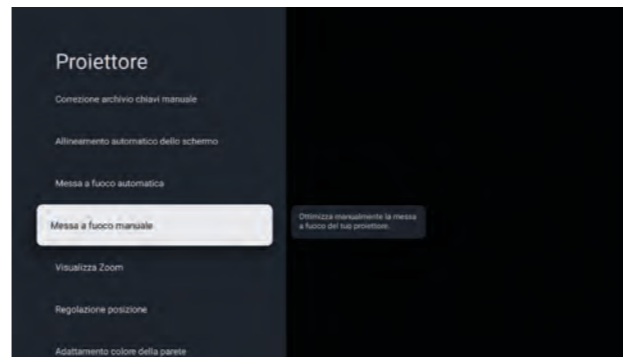 Proiettore
Correzione archivio chiavi manuale
Allineamento automatico dello schermo
Messa a fuoco automatica
Messa a fuoco manuale
Ottimizza manualmente la messa
a fuoco del tuo proiettore.
Visualizza Zoom
Regolazione posizione
Adattamento colore della parete